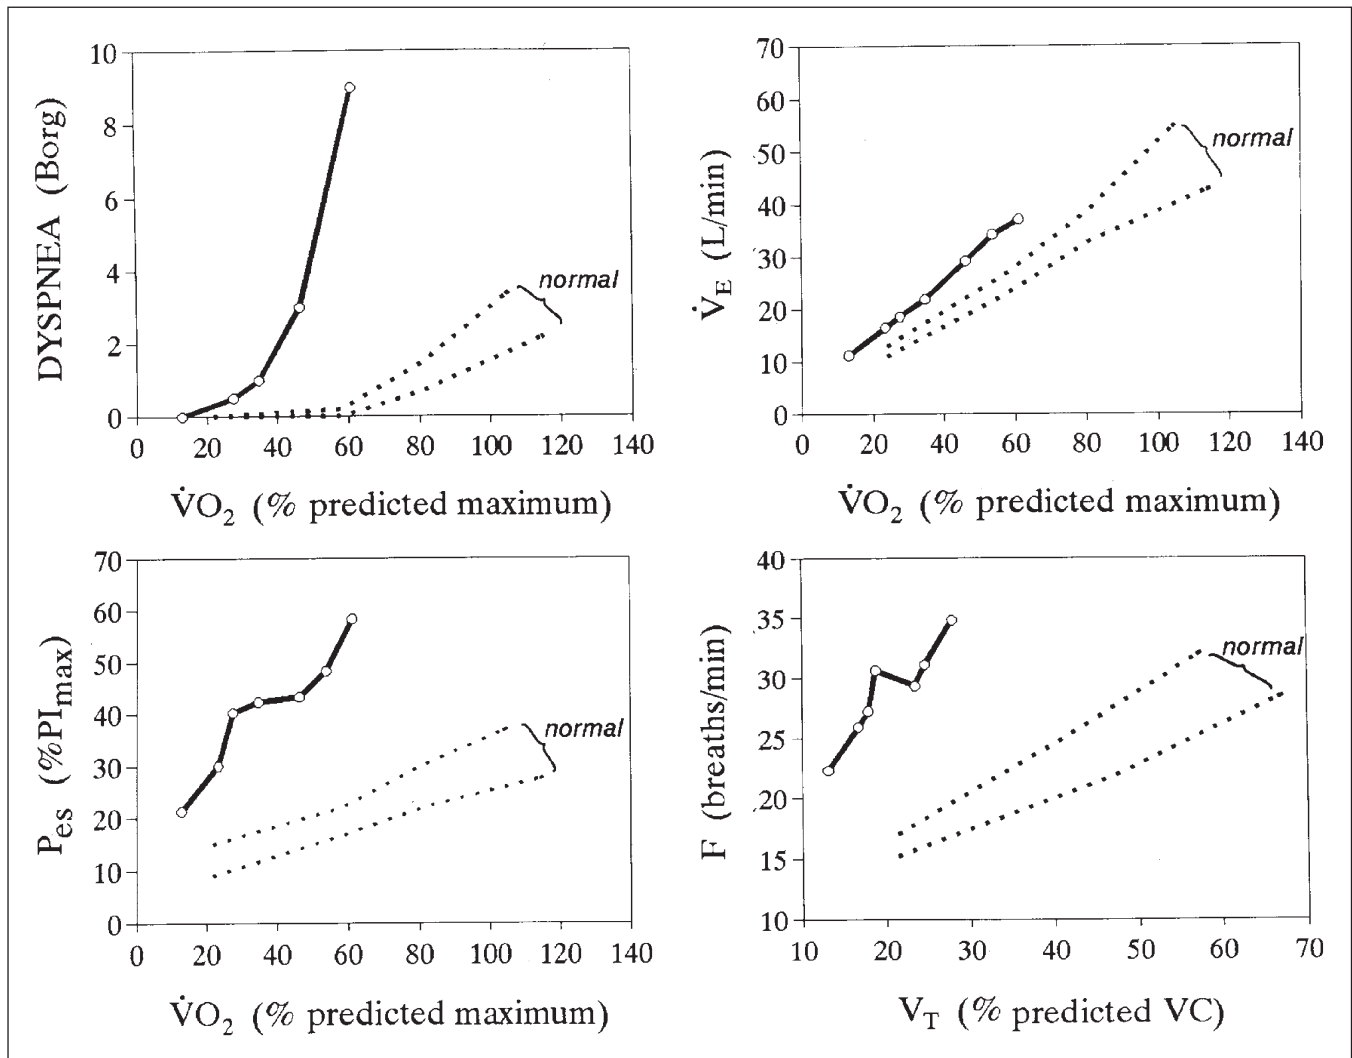 DYSPNEA (Borg)
10
8
6
4
2
0
normal
0 20 40 60 80 100 120 140
V̇O₂ (% predicted maximum)
V̇E (L/min)
70
60
50
40
30
20
10
0
normal
0 20 40 60 80 100 120 140
V̇O₂ (% predicted maximum)
Pes (%PImax)
70
60
50
40
30
20
10
0
normal
0 20 40 60 80 100 120 140
V̇O₂ (% predicted maximum)
F (breaths/min)
40
35
30
25
20
15
10
normal
10 20 30 40 50 60 70
VT (% predicted VC)